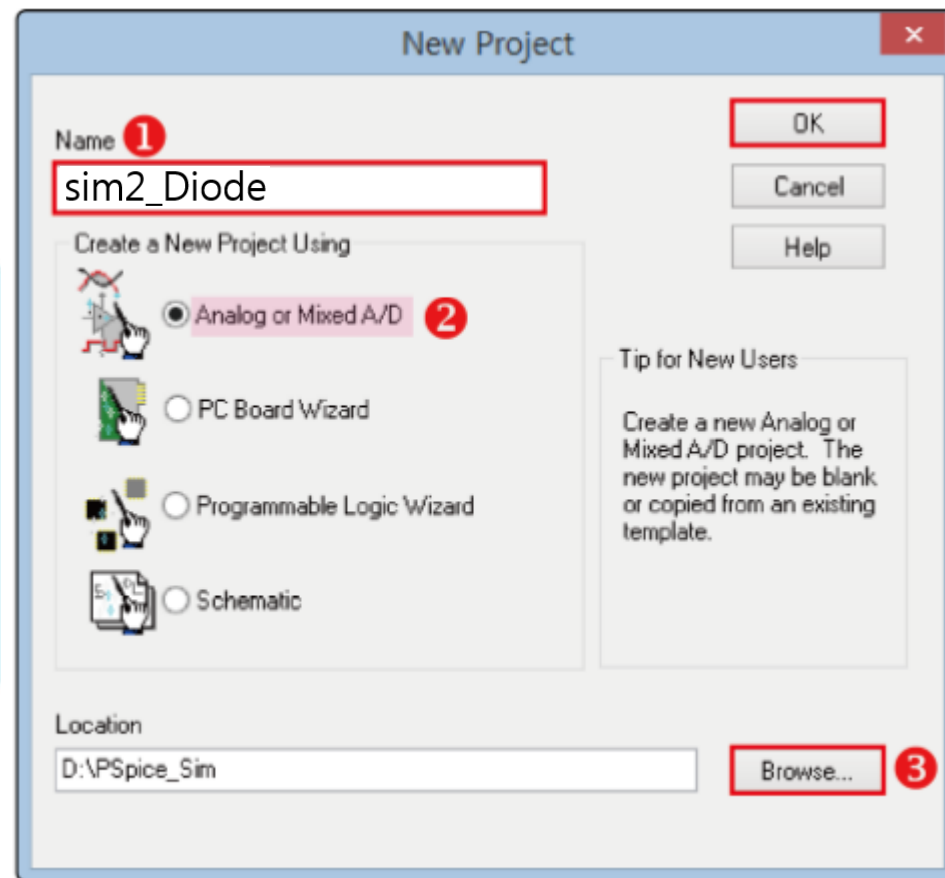 New Project
Name 1
sim2_Diode
OK
Cancel
Help
Create a New Project Using
Analog or Mixed A/D 2
PC Board Wizard
Programmable Logic Wizard
Schematic
Tip for New Users
Create a new Analog or
Mixed A/D project. The
new project may be blank
or copied from an existing
template.
Location
D:\PSpice_Sim
Browse... 3